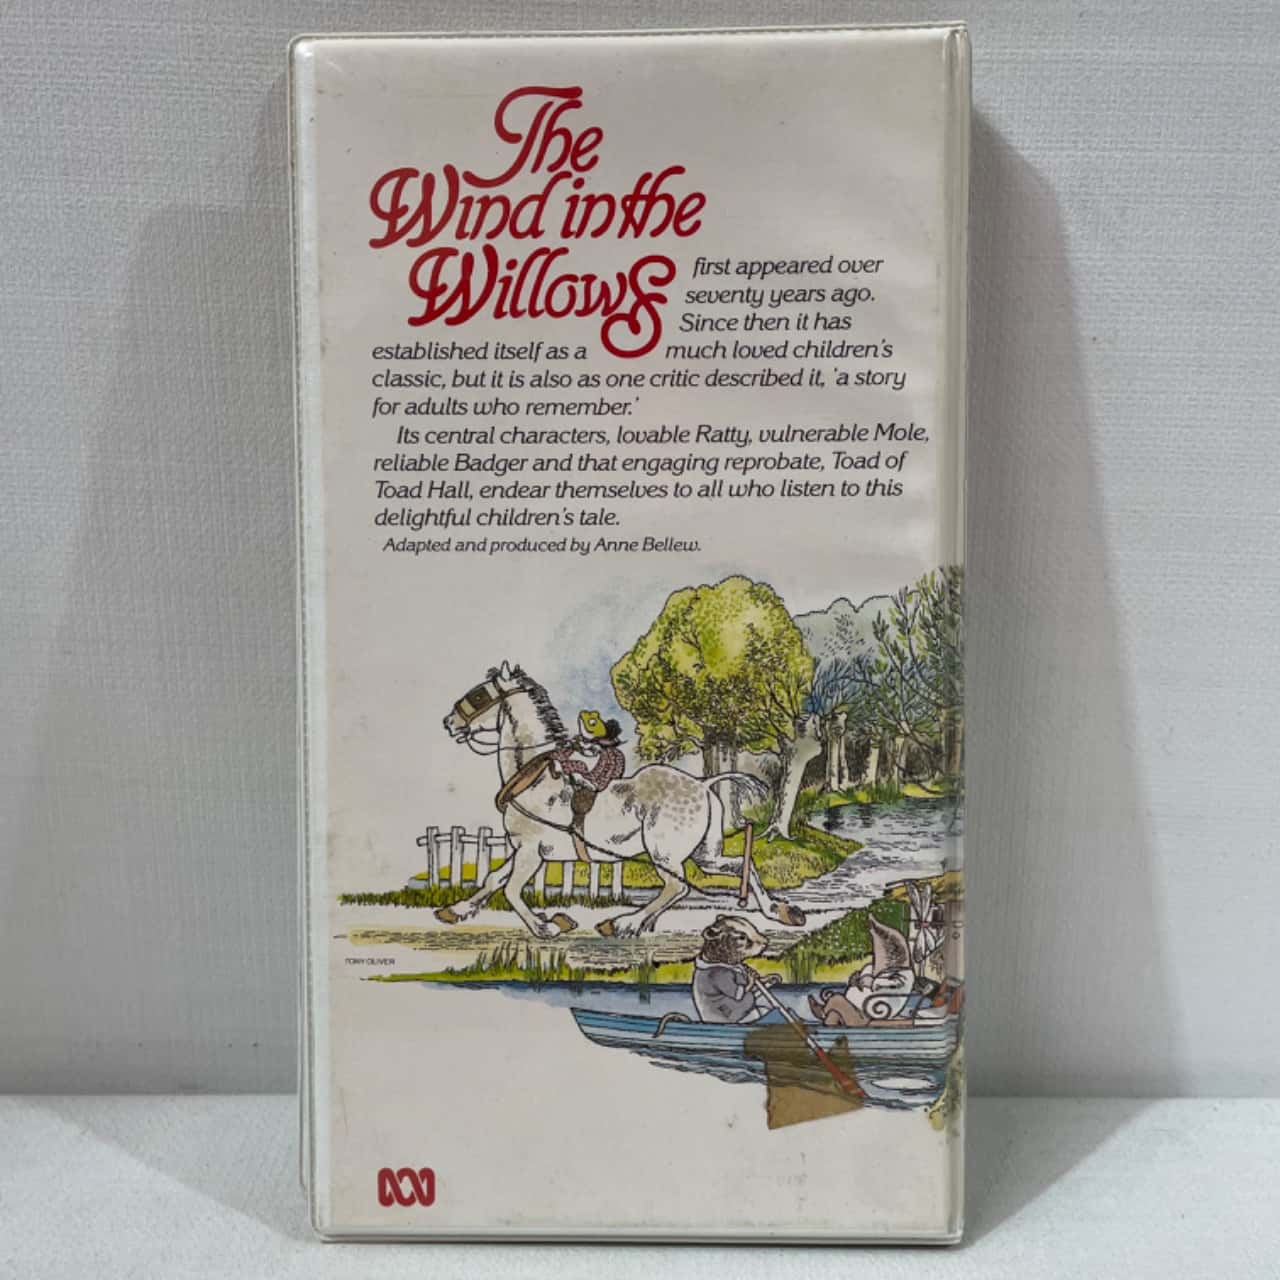 The
Wind in the
Willows
first appeared over
seventy years ago.
Since then it has
established itself as a much loved children's
classic, but it is also as one critic described it, 'a story
for adults who remember.'
Its central characters, lovable Ratty, vulnerable Mole,
reliable Badger and that engaging reprobate, Toad of
Toad Hall, endear themselves to all who listen to this
delightful children's tale.
Adapted and produced by Anne Bellew.
TONY OLIVER